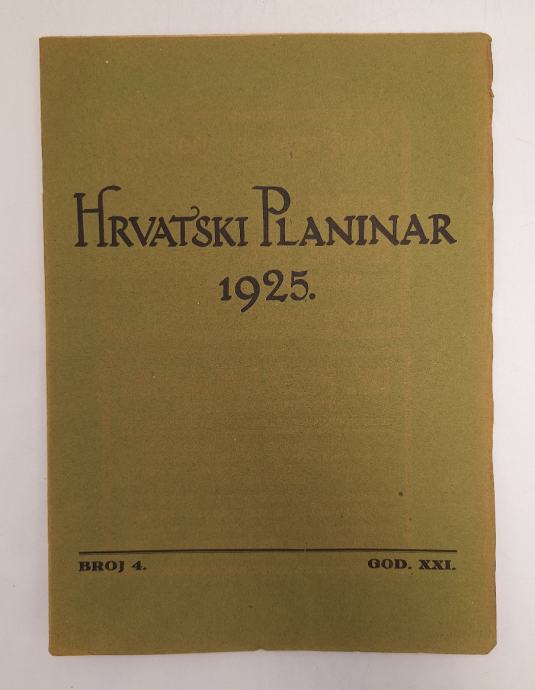 HRVATSKI PLANINAR
1925.
BROJ 4. GOD. XXI.